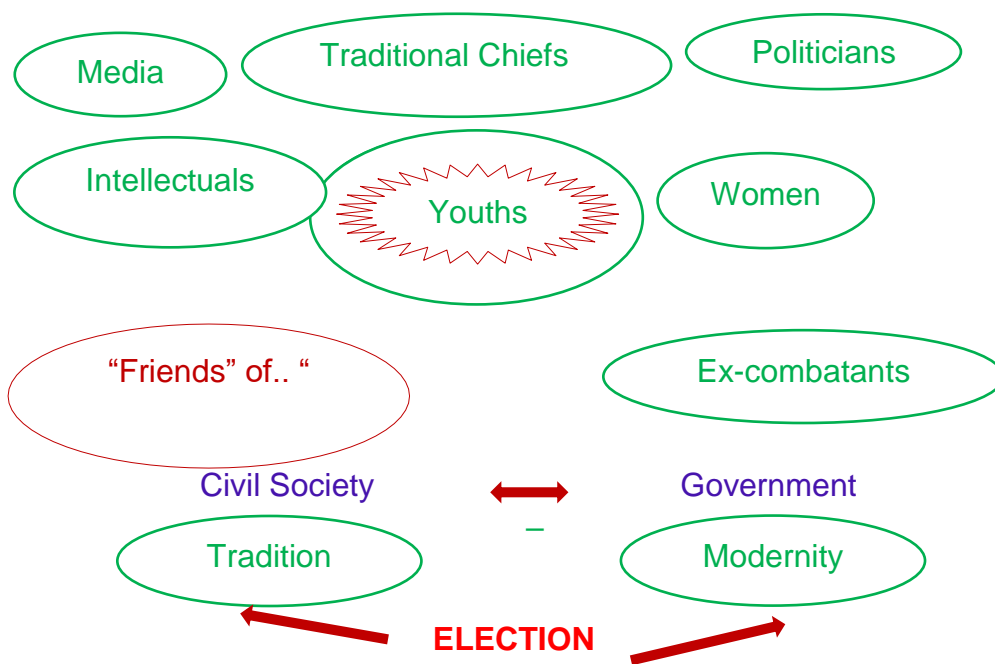 Media
Traditional Chiefs
Politicians
Intellectuals
Youths
Women
“Friends” of.. “
Ex-combatants
Civil Society
Government
–
Tradition
Modernity
ELECTION